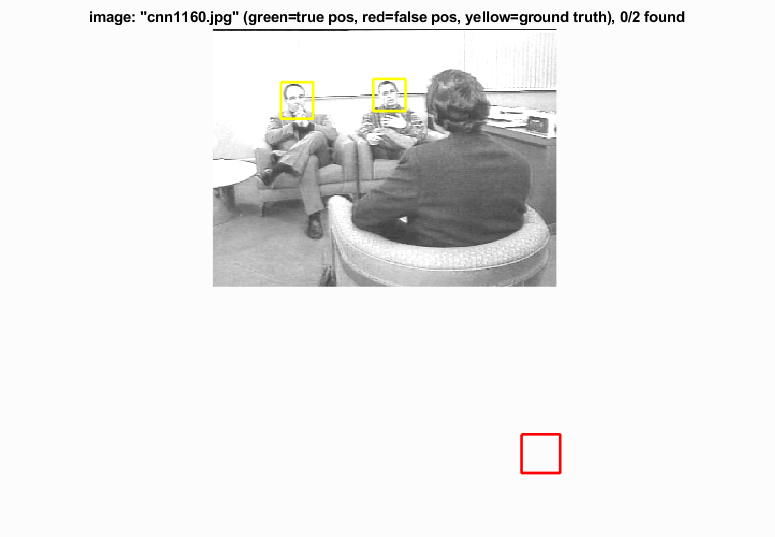 image: "cnn1160.jpg" (green=true pos, red=false pos, yellow=ground truth), 0/2 found